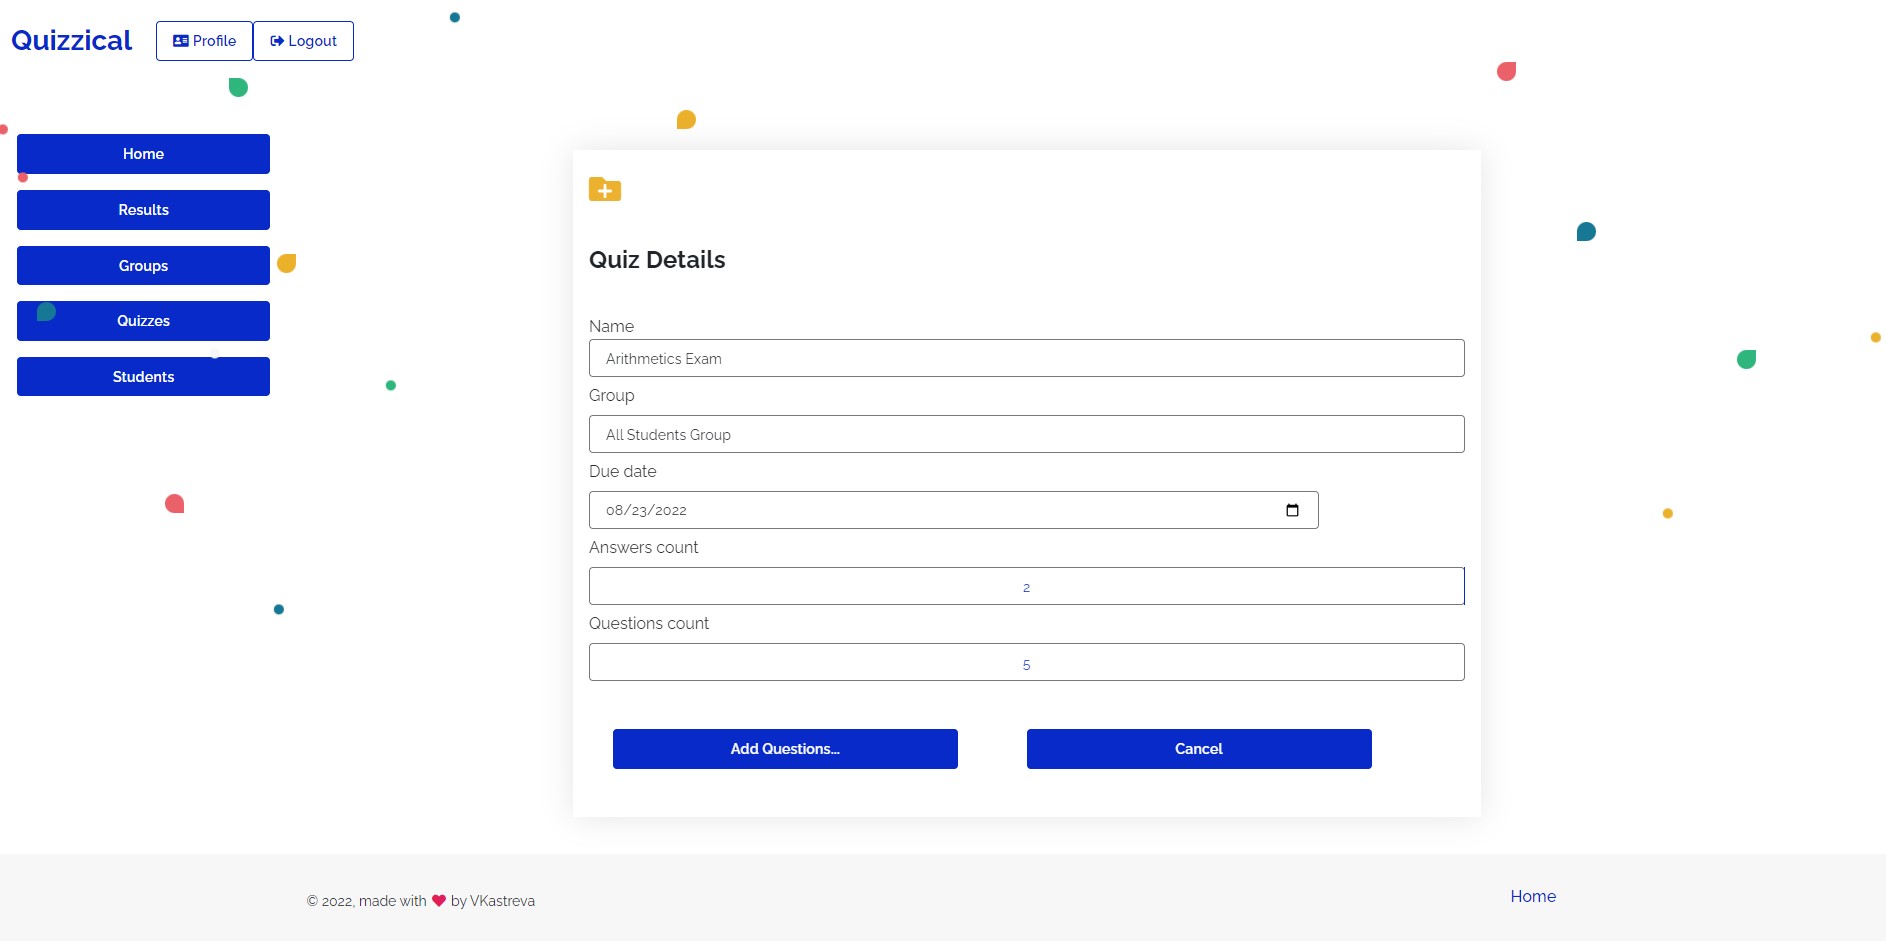 Quizzical
Profile
Logout
Home
Results
Groups
Quizzes
Students
Quiz Details
Name
Arithmetics Exam
Group
All Students Group
Due date
08/23/2022
Answers count
2
Questions count
5
Add Questions...
Cancel
© 2022, made with ❤ by VKastreva
Home